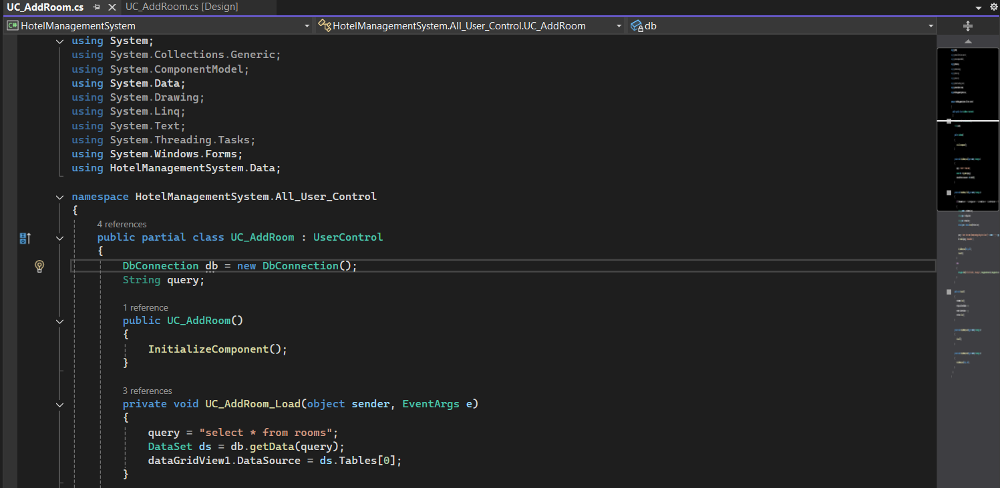 UC_AddRoom.cs UC_AddRoom.cs [Design]
C# HotelManagementSystem HotelManagementSystem.All_User_Control.UC_AddRoom db
using System;
using System.Collections.Generic;
using System.ComponentModel;
using System.Data;
using System.Drawing;
using System.Linq;
using System.Text;
using System.Threading.Tasks;
using System.Windows.Forms;
using HotelManagementSystem.Data;
namespace HotelManagementSystem.All_User_Control
{
4 references
public partial class UC_AddRoom : UserControl
{
DbConnection db = new DbConnection();
String query;
1 reference
public UC_AddRoom()
{
InitializeComponent();
}
3 references
private void UC_AddRoom_Load(object sender, EventArgs e)
{
query = "select * from rooms";
DataSet ds = db.getData(query);
dataGridView1.DataSource = ds.Tables[0];
}